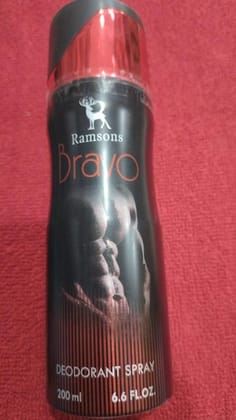 Ramsons
Bravo
DEODORANT SPRAY
200 ml 6.6 FL.OZ.